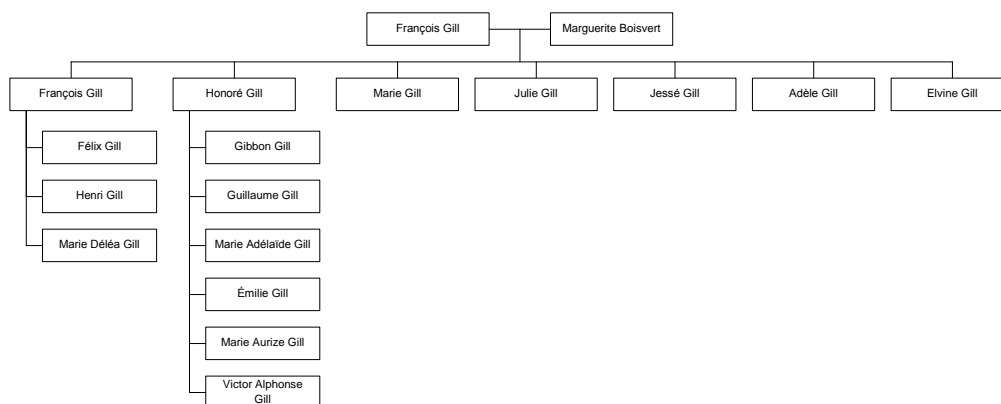 François Gill
Marguerite Boisvert
François Gill
Honoré Gill
Marie Gill
Julie Gill
Jessé Gill
Adèle Gill
Elvine Gill
Félix Gill
Henri Gill
Marie Déléa Gill
Gibbon Gill
Guillaume Gill
Marie Adélaïde Gill
Émilie Gill
Marie Aurize Gill
Victor Alphonse
Gill